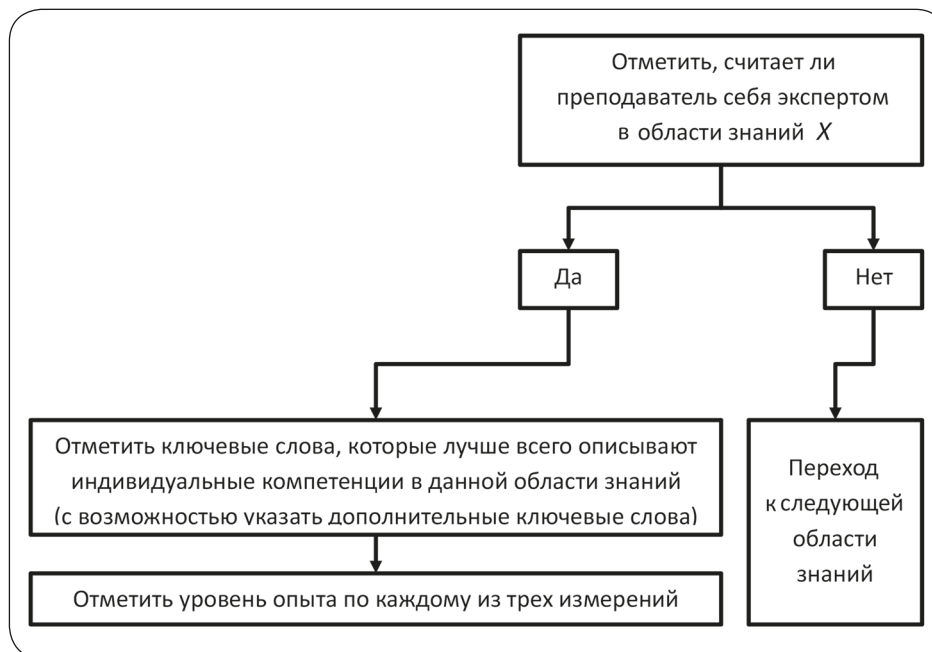 Отметить, считает ли
преподаватель себя экспертом
в области знаний X
Да
Нет
Отметить ключевые слова, которые лучше всего описывают
индивидуальные компетенции в данной области знаний
(с возможностью указать дополнительные ключевые слова)
Переход
к следующей
области
знаний
Отметить уровень опыта по каждому из трех измерений